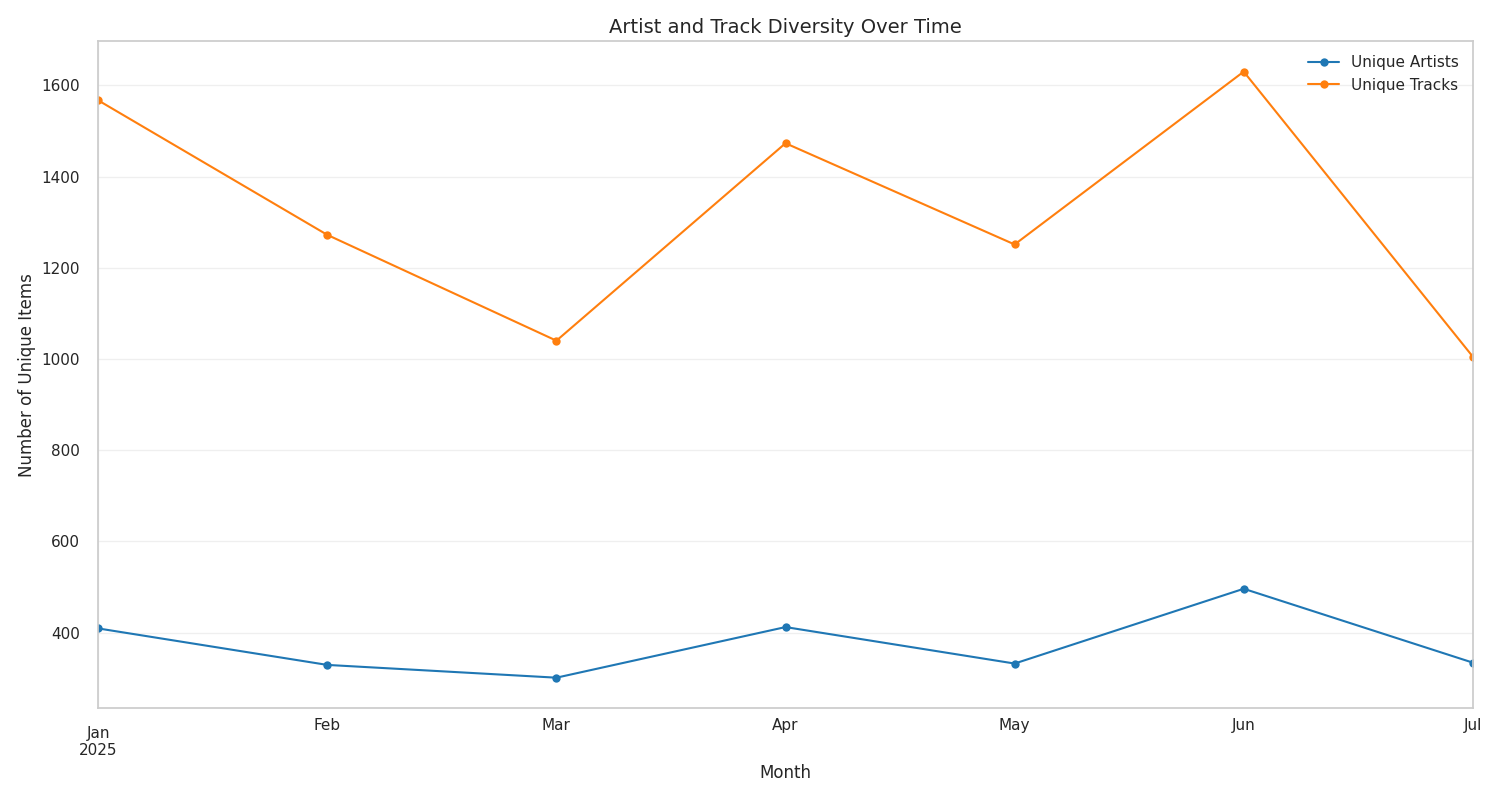 Artist and Track Diversity Over Time
Unique Artists
Unique Tracks
1600
1400
1200
1000
800
600
400
Number of Unique Items
Jan
2025
Feb
Mar
Apr
May
Jun
Jul
Month